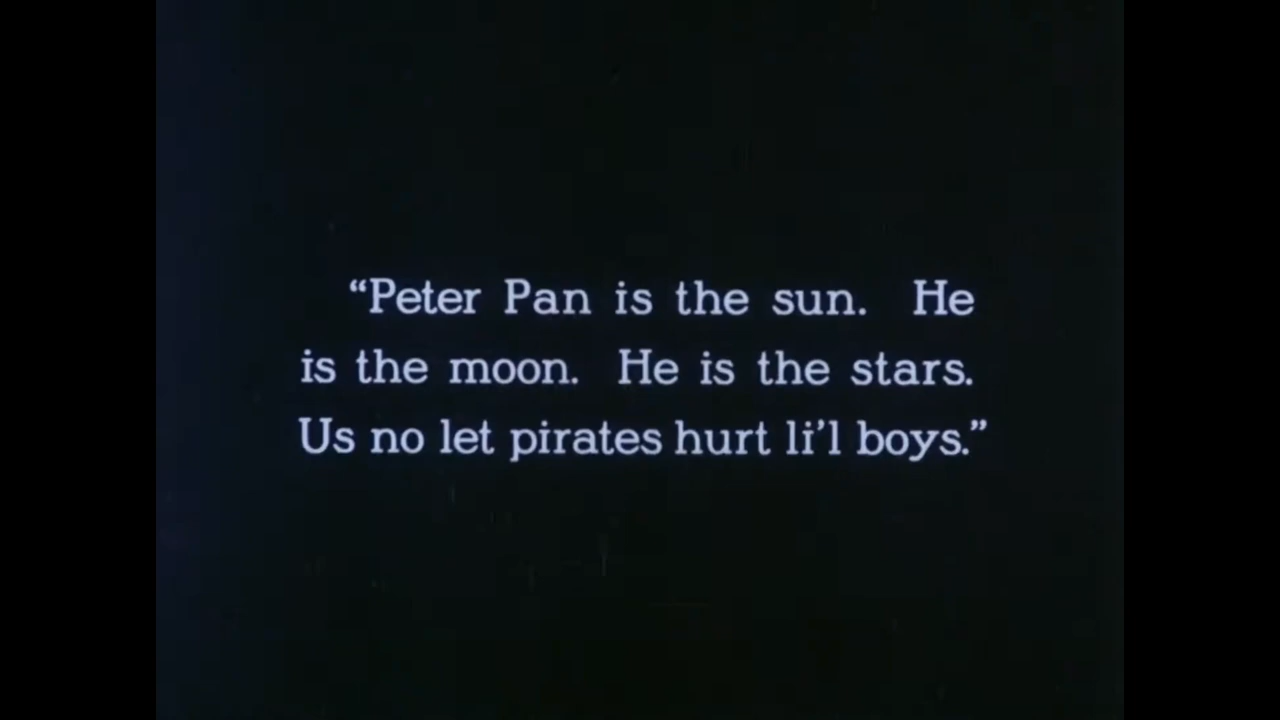 “Peter Pan is the sun. He
is the moon. He is the stars.
Us no let pirates hurt li’l boys.”